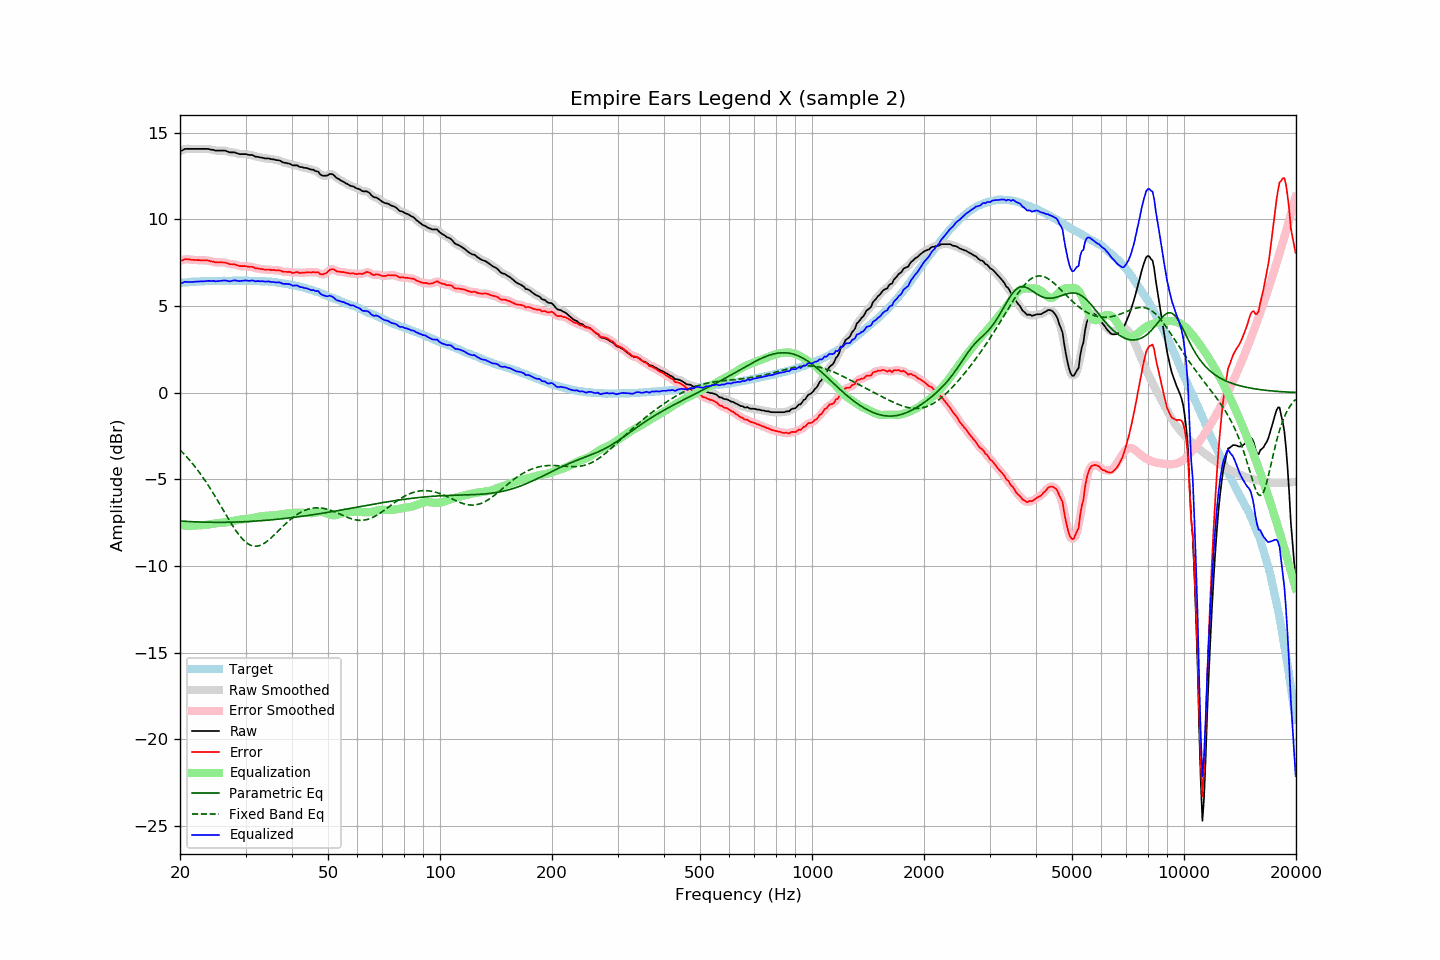 Empire Ears Legend X (sample 2)
Amplitude (dBr)
15
10
5
0
−5
−10
−15
−20
−25
Target
Raw Smoothed
Error Smoothed
Raw
Error
Equalization
Parametric Eq
Fixed Band Eq
Equalized
20 50 100 200 500 1000 2000 5000 10000 20000
Frequency (Hz)